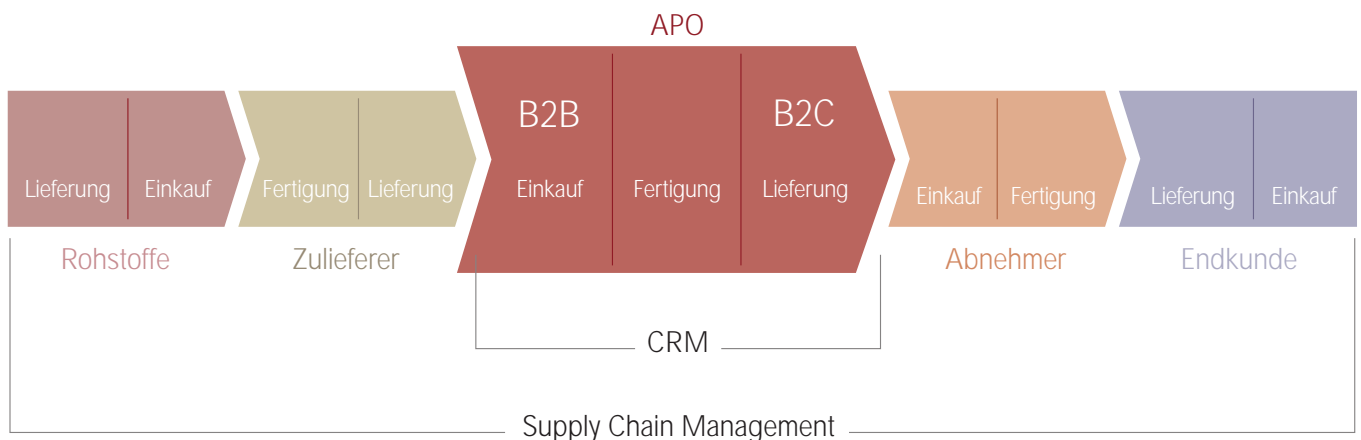 APO
B2B B2C
Lieferung Einkauf Fertigung Lieferung Einkauf Fertigung Lieferung Einkauf Fertigung Lieferung Einkauf
Rohstoffe Zulieferer Abnehmer Endkunde
CRM
Supply Chain Management